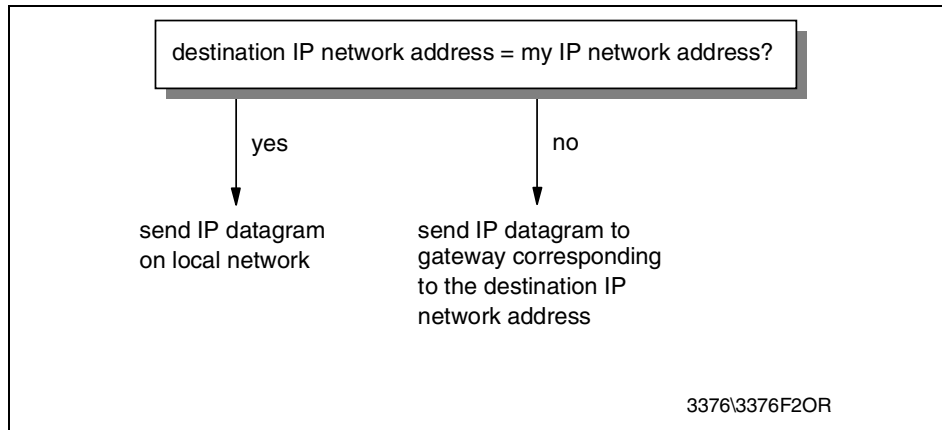 destination IP network address = my IP network address?
yes
no
send IP datagram
on local network
send IP datagram to
gateway corresponding
to the destination IP
network address
3376\3376F2OR